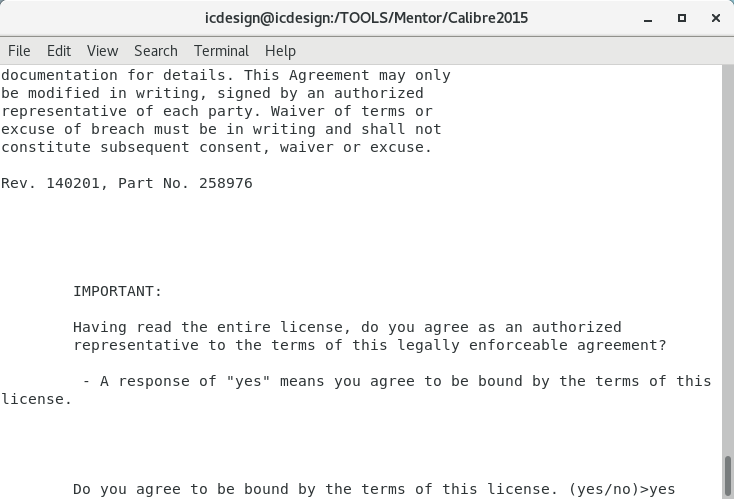 icdesign@icdesign:/TOOLS/Mentor/Calibre2015
File Edit View Search Terminal Help
documentation for details. This Agreement may only
be modified in writing, signed by an authorized
representative of each party. Waiver of terms or
excuse of breach must be in writing and shall not
constitute subsequent consent, waiver or excuse.
Rev. 140201, Part No. 258976
IMPORTANT:
Having read the entire license, do you agree as an authorized
representative to the terms of this legally enforceable agreement?
- A response of "yes" means you agree to be bound by the terms of this
license.
Do you agree to be bound by the terms of this license. (yes/no)>yes